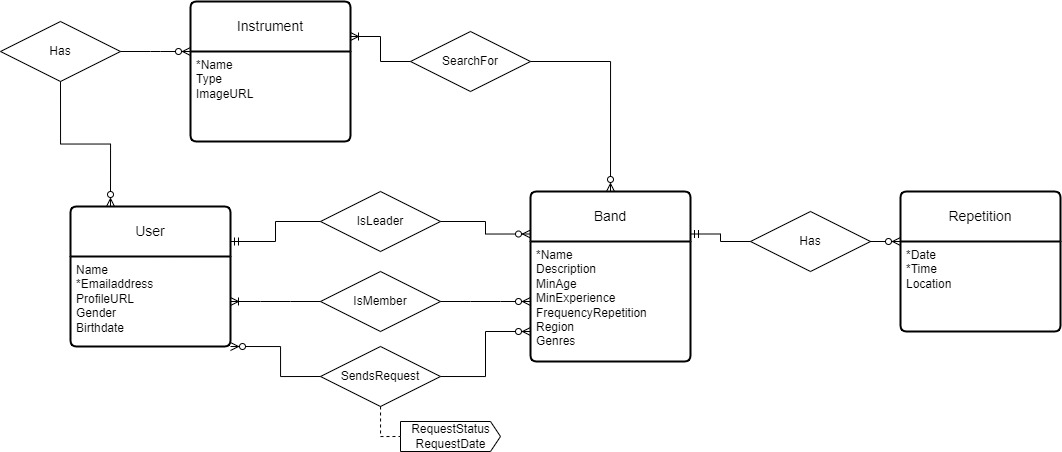 Instrument
*Name
Type
ImageURL
Has
SearchFor
User
Name
*Emailaddress
ProfileURL
Gender
Birthdate
IsLeader
IsMember
SendsRequest
RequestStatus
RequestDate
Band
*Name
Description
MinAge
MinExperience
FrequencyRepetition
Region
Genres
Has
Repetition
*Date
*Time
Location